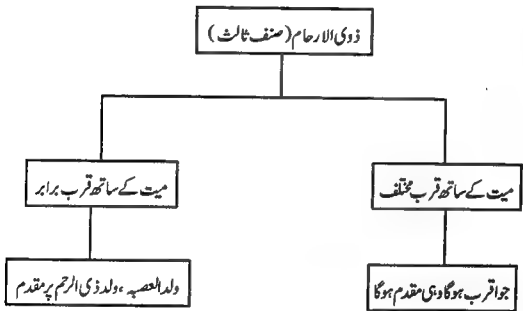 ذوی الارحام (صنف ثالث)
میت کے ساتھ قرب مختلف
میت کے ساتھ قرب برابر
جو اقرب ہوگا وہی مقدم ہوگا
ولد العصبہ، ولد ذی الرحم پر مقدم